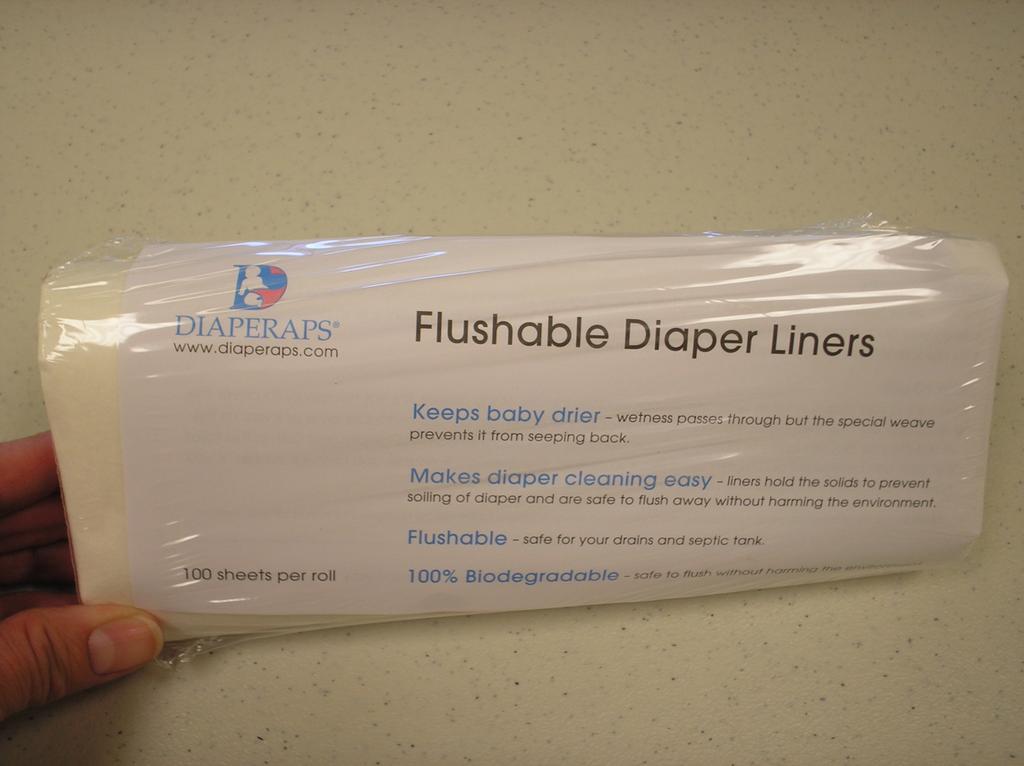 DIAPERAPS®
www.diaperaps.com
Flushable Diaper Liners
Keeps baby drier – wetness passes through but the special weave
prevents it from seeping back.
Makes diaper cleaning easy – liners hold the solids to prevent
soiling of diaper and are safe to flush away without harming the environment.
Flushable – safe for your drains and septic tank.
100 sheets per roll
100% Biodegradable – safe to flush without harming the environment